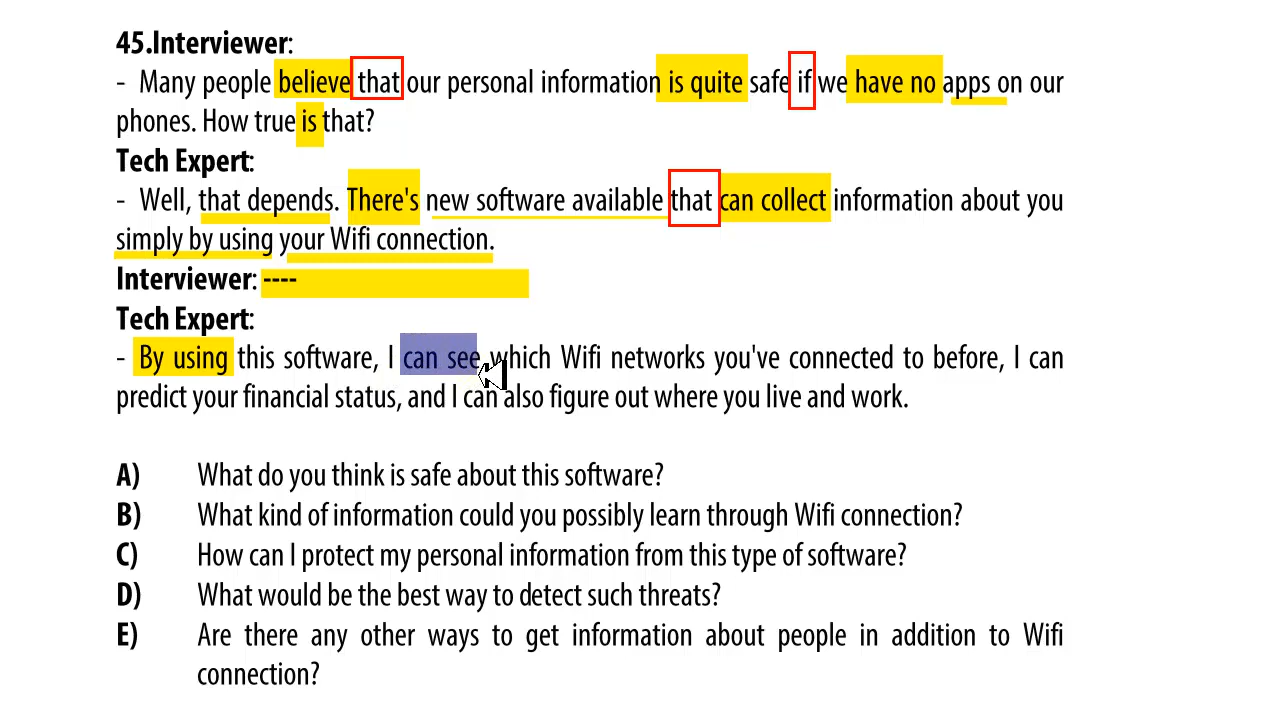 45.Interviewer:
- Many people believe that our personal information is quite safe if we have no apps on our
phones. How true is that?
Tech Expert:
- Well, that depends. There's new software available that can collect information about you
simply by using your Wifi connection.
Interviewer: ----
Tech Expert:
- By using this software, I can see which Wifi networks you've connected to before, I can
predict your financial status, and I can also figure out where you live and work.
A) What do you think is safe about this software?
B) What kind of information could you possibly learn through Wifi connection?
C) How can I protect my personal information from this type of software?
D) What would be the best way to detect such threats?
E) Are there any other ways to get information about people in addition to Wifi
connection?